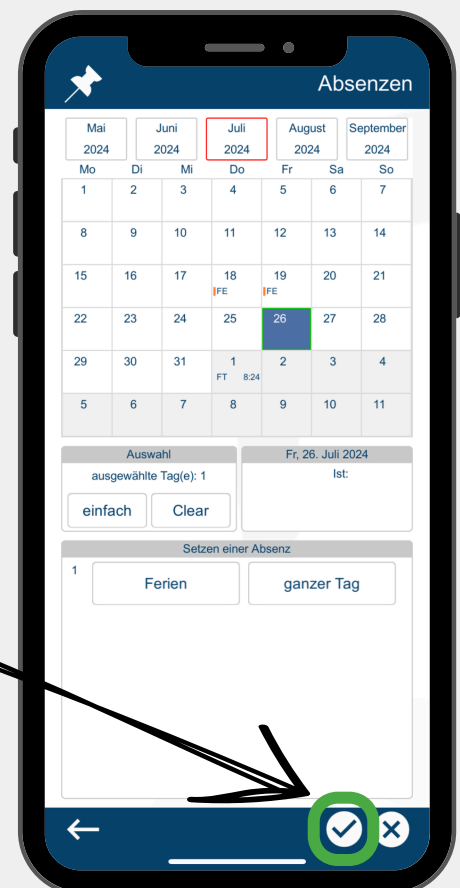 Absenzen
Mai Juni Juli August September
2024 2024 2024 2024 2024
Mo Di Mi Do Fr Sa So
1 2 3 4 5 6 7
8 9 10 11 12 13 14
15 16 17 18 19 20 21
FE FE
22 23 24 25 26 27 28
29 30 31 1 2 3 4
FT 8:24
5 6 7 8 9 10 11
Auswahl
ausgewählte Tag(e): 1
einfach Clear
Fr, 26. Juli 2024
Ist:
Setzen einer Absenz
1 Ferien ganzer Tag